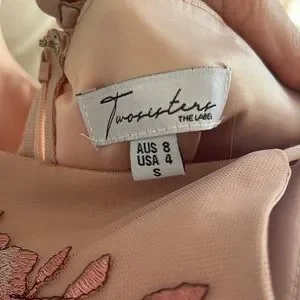 Twosisters
THE LABEL
AUS 8
USA 4
S